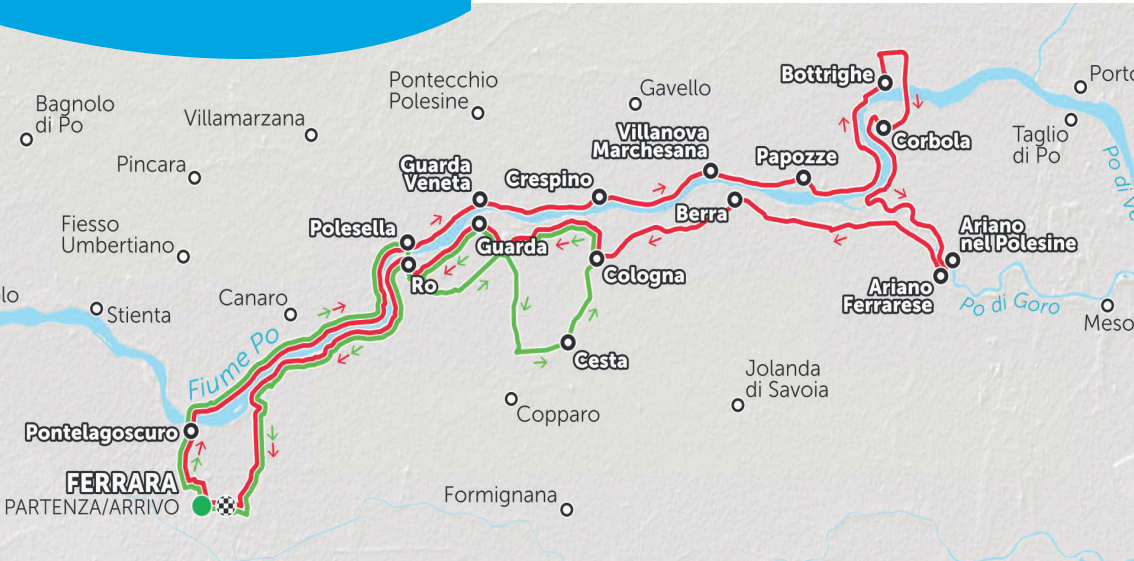 Bottrighe
Porto
Pontecchio
Polesine
Gavello
Bagnolo
di Po
Villamarzana
Villanova
Marchesana
Corbola
Taglio
di Po
Pincara
Guarda
Veneta
Crespino
Papozze
Po di Ve
Fiesso
Umbertiano
Polesella
Berra
Ariano
nel Polesine
Guarda
Cologna
Ro
Ariano
Ferrarese
Po di Goro
olo
Canaro
Stienta
Meso
Fiume Po
Cesta
Jolanda
di Savoia
Copparo
Pontelagoscuro
FERRARA
PARTENZA/ARRIVO
Formignana